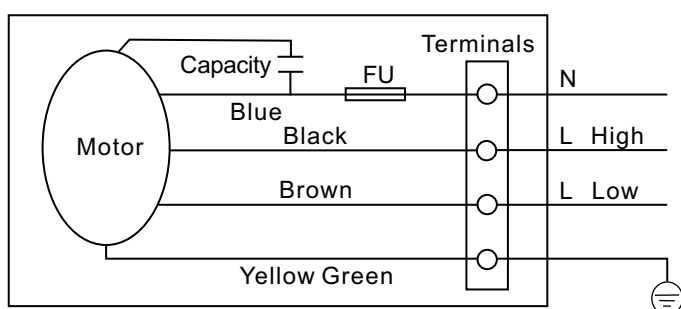 Terminals
Capacity
FU
N
Blue
Black
L High
Motor
Brown
L Low
Yellow Green